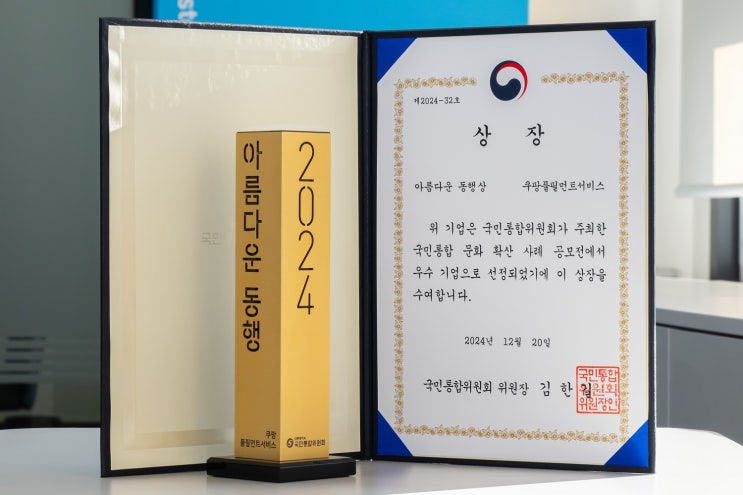 st
국민
아름다운 동행
2024
쿠팡
풀필먼트서비스
국민통합위원회
제2024-32호
상 장
아름다운 동행상 쿠팡풀필먼트서비스
위 기업은 국민통합위원회가 주최한
국민통합 문화 확산 사례 공모전에서
우수 기업으로 선정되었기에 이 상장을
수여합니다.
2024년 12월 20일
국민통합위원회 위원장 김 한 길
국민통합
위원회
위원장인